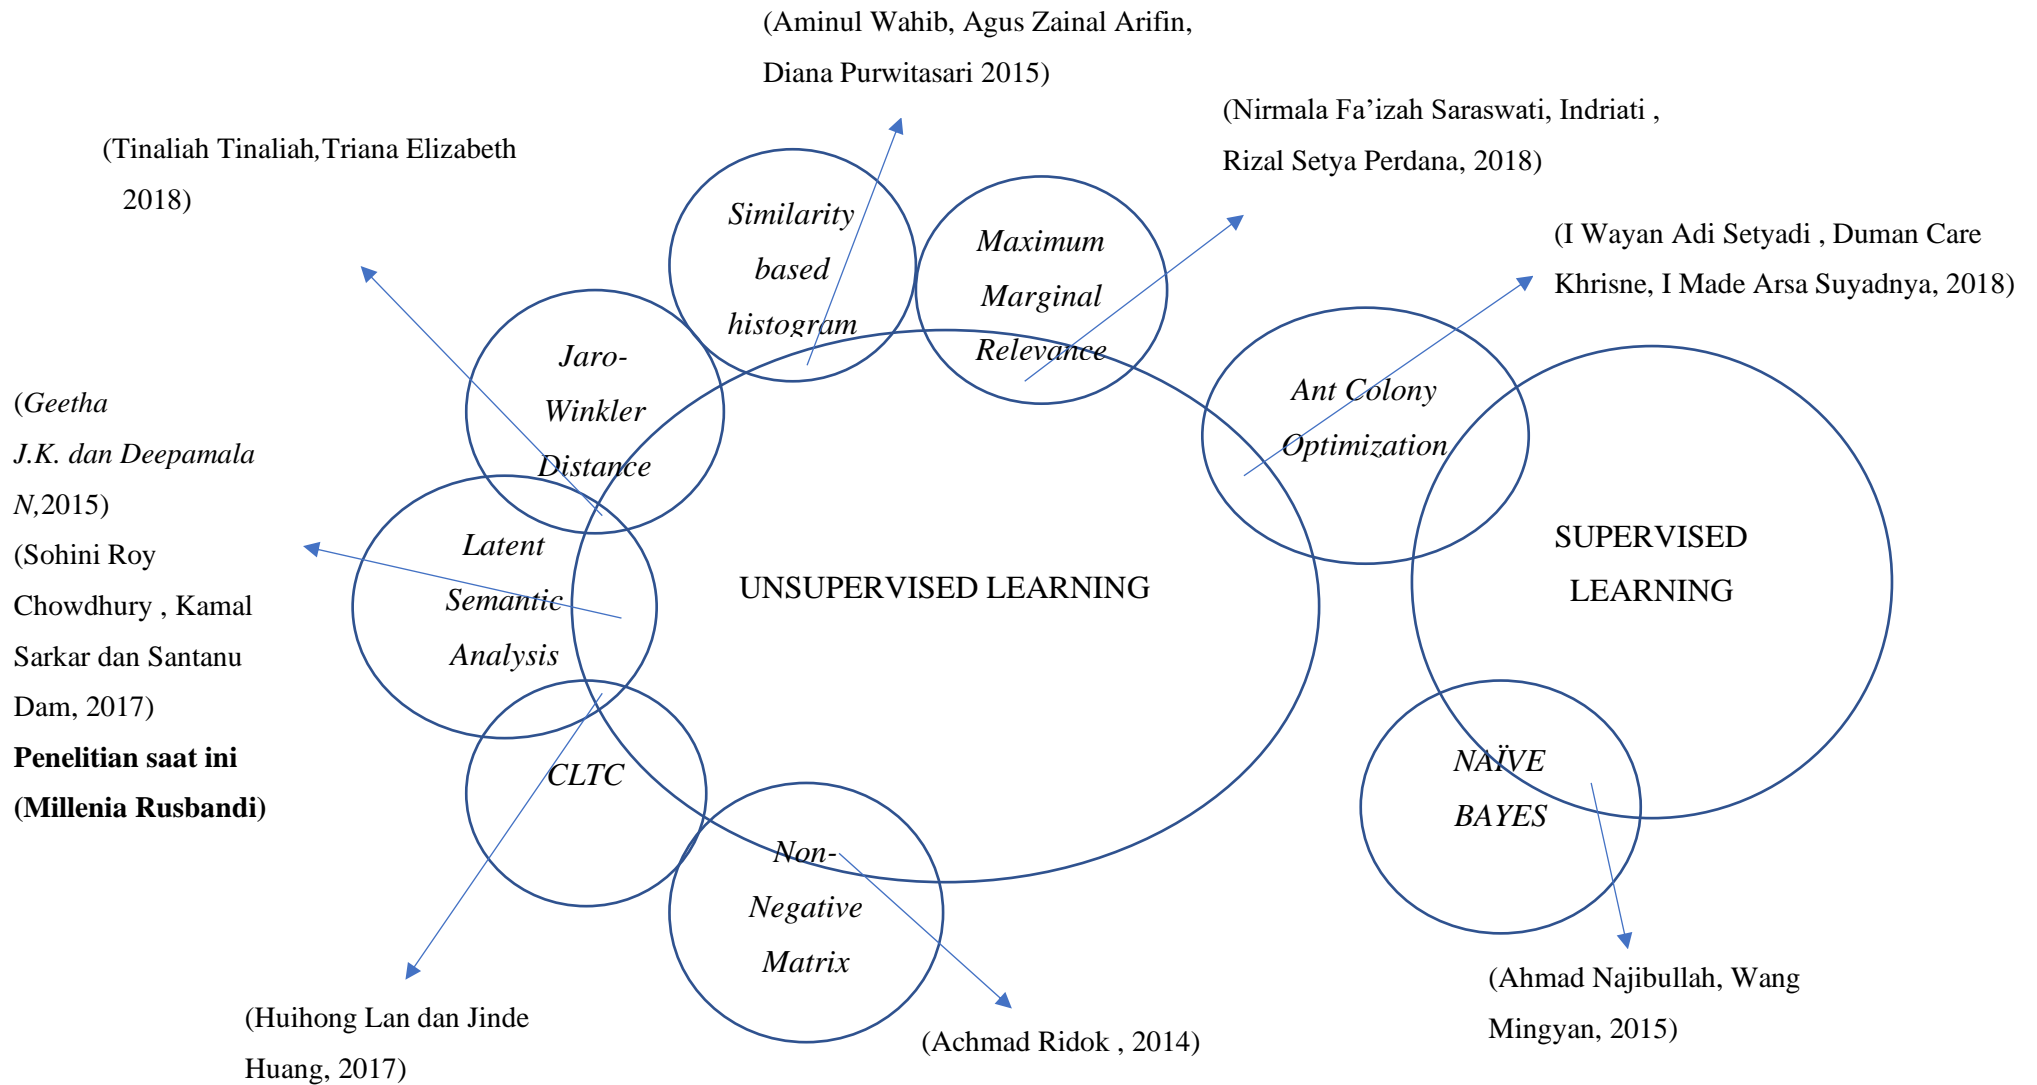 (Aminul Wahib, Agus Zainal Arifin,
Diana Purwitasari 2015)
(Nirmala Fa’izah Saraswati, Indriati ,
Rizal Setya Perdana, 2018)
(Tinaliah Tinaliah,Triana Elizabeth
2018)
(I Wayan Adi Setyadi , Duman Care
Khrisne, I Made Arsa Suyadnya, 2018)
Similarity
based
histogram
Maximum
Marginal
Relevance
Jaro-
Winkler
Distance
Ant Colony
Optimization
(Geetha
J.K. dan Deepamala
N,2015)
(Sohini Roy
Chowdhury , Kamal
Sarkar dan Santanu
Dam, 2017)
Penelitian saat ini
(Millenia Rusbandi)
Latent
Semantic
Analysis
UNSUPERVISED LEARNING
SUPERVISED
LEARNING
CLTC
NAÏVE
BAYES
Non-
Negative
Matrix
(Huihong Lan dan Jinde
Huang, 2017)
(Achmad Ridok , 2014)
(Ahmad Najibullah, Wang
Mingyan, 2015)